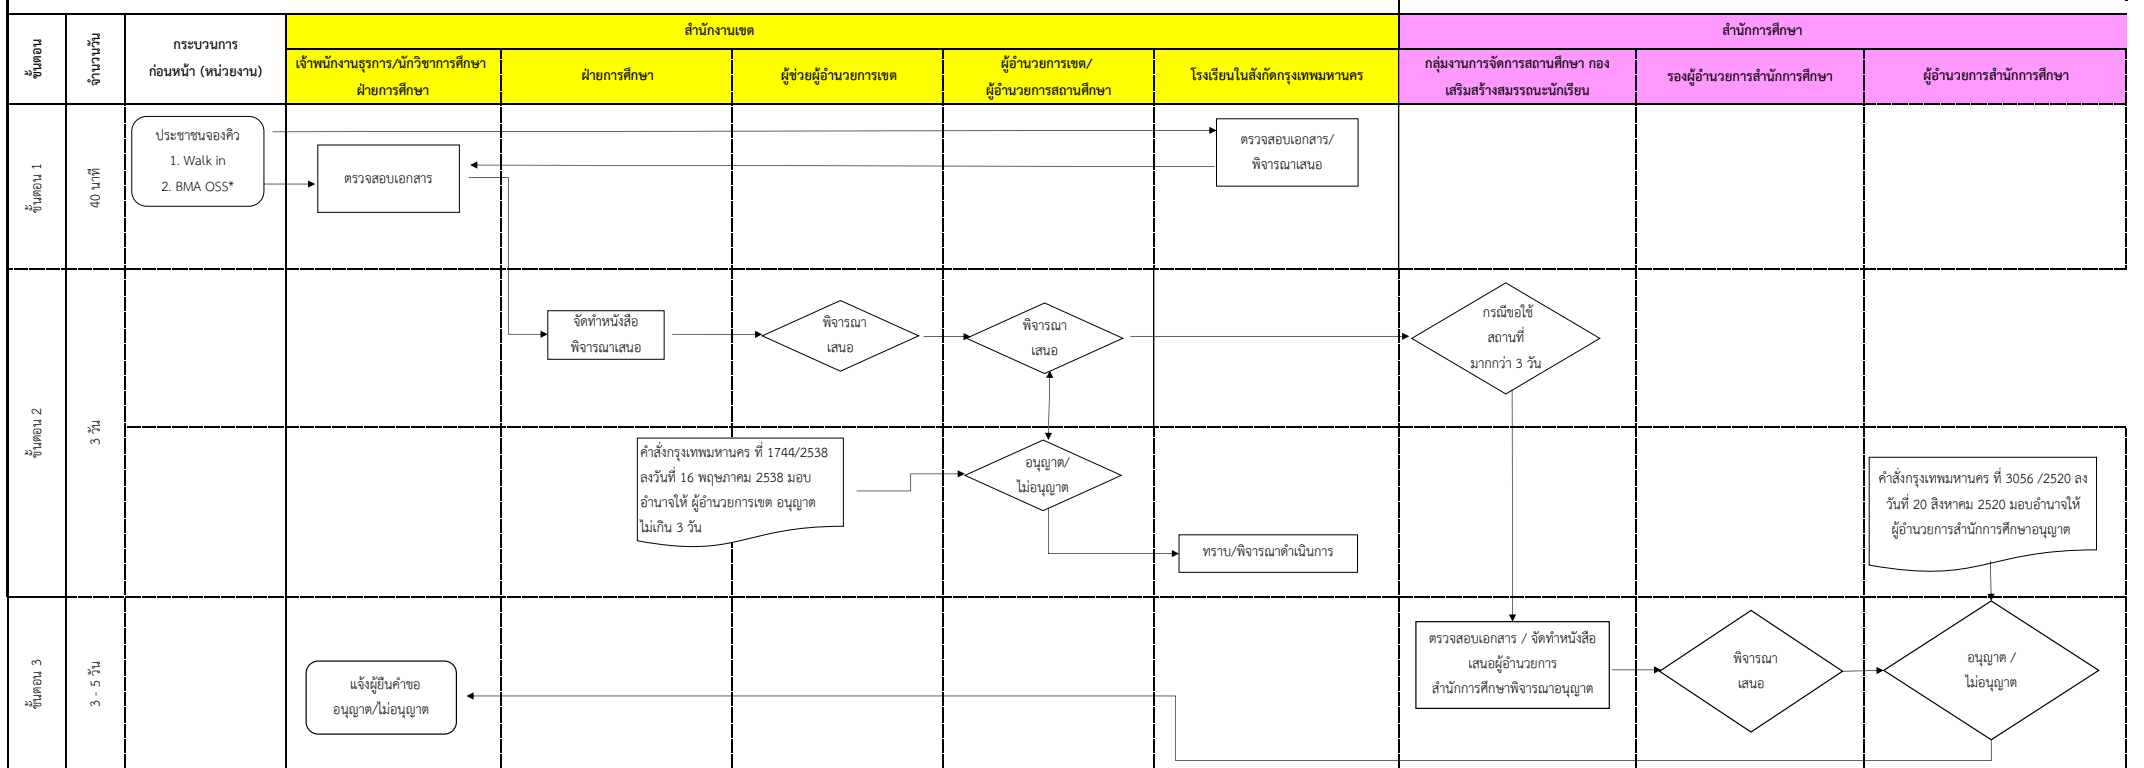 ขั้นตอน
จำนวนวัน
กระบวนการ
ก่อนหน้า (หน่วยงาน)
สำนักงานเขต
สำนักการศึกษา
เจ้าพนักงานธุรการ/นักวิชาการศึกษา
ฝ่ายการศึกษา
ฝ่ายการศึกษา
ผู้ช่วยผู้อำนวยการเขต
ผู้อำนวยการเขต/
ผู้อำนวยการสถานศึกษา
โรงเรียนในสังกัดกรุงเทพมหานคร
กลุ่มงานการจัดการสถานศึกษา กอง
เสริมสร้างสมรรถนะนักเรียน
รองผู้อำนวยการสำนักการศึกษา
ผู้อำนวยการสำนักการศึกษา
ขั้นตอน 1
40 นาที
ประชาชนจองคิว
1. Walk in
2. BMA OSS*
ตรวจสอบเอกสาร
ตรวจสอบเอกสาร/
พิจารณาเสนอ
ขั้นตอน 2
3 วัน
จัดทำหนังสือ
พิจารณาเสนอ
พิจารณา
เสนอ
พิจารณา
เสนอ
กรณีขอใช้
สถานที่
มากกว่า 3 วัน
คำสั่งกรุงเทพมหานคร ที่ 1744/2538
ลงวันที่ 16 พฤษภาคม 2538 มอบ
อำนาจให้ ผู้อำนวยการเขต อนุญาต
ไม่เกิน 3 วัน
อนุญาต/
ไม่อนุญาต
ทราบ/พิจารณาดำเนินการ
คำสั่งกรุงเทพมหานคร ที่ 3056 /2520 ลง
วันที่ 20 สิงหาคม 2520 มอบอำนาจให้
ผู้อำนวยการสำนักการศึกษาอนุญาต
ขั้นตอน 3
3 - 5 วัน
แจ้งผู้ยืนคำขอ
อนุญาต/ไม่อนุญาต
ตรวจสอบเอกสาร / จัดทำหนังสือ
เสนอผู้อำนวยการ
สำนักการศึกษาพิจารณาอนุญาต
พิจารณา
เสนอ
อนุญาต /
ไม่อนุญาต